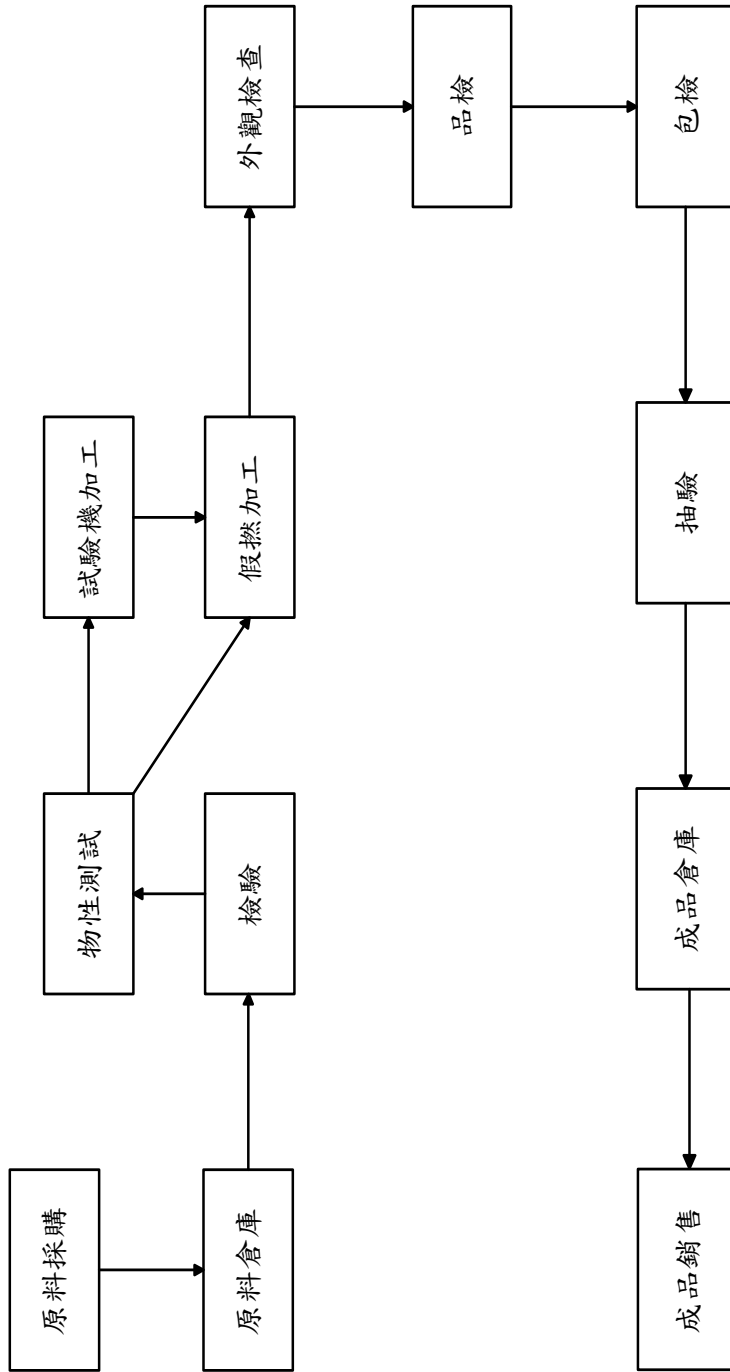 原料採購
原料倉庫
檢驗
物性測試
試驗機加工
假撚加工
外觀檢查
品檢
包檢
抽驗
成品倉庫
成品銷售